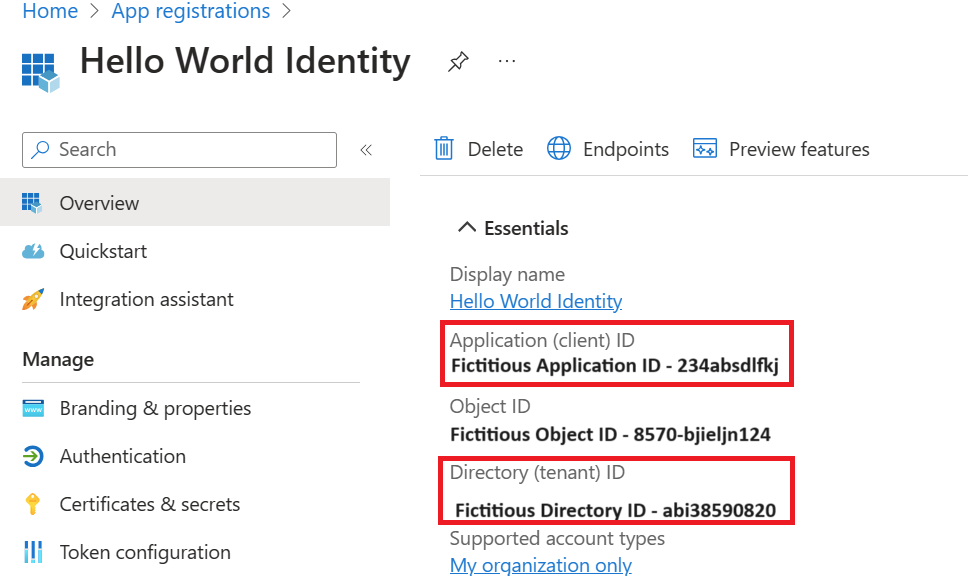 Home > App registrations >
Hello World Identity ...
Search «
Delete Endpoints Preview features
Overview
Quickstart
Integration assistant
Manage
Branding & properties
Authentication
Certificates & secrets
Token configuration
Essentials
Display name
Hello World Identity
Application (client) ID
Fictitious Application ID - 234absdlfkj
Object ID
Fictitious Object ID - 8570-bjieljn124
Directory (tenant) ID
Fictitious Directory ID - abi38590820
Supported account types
My organization only